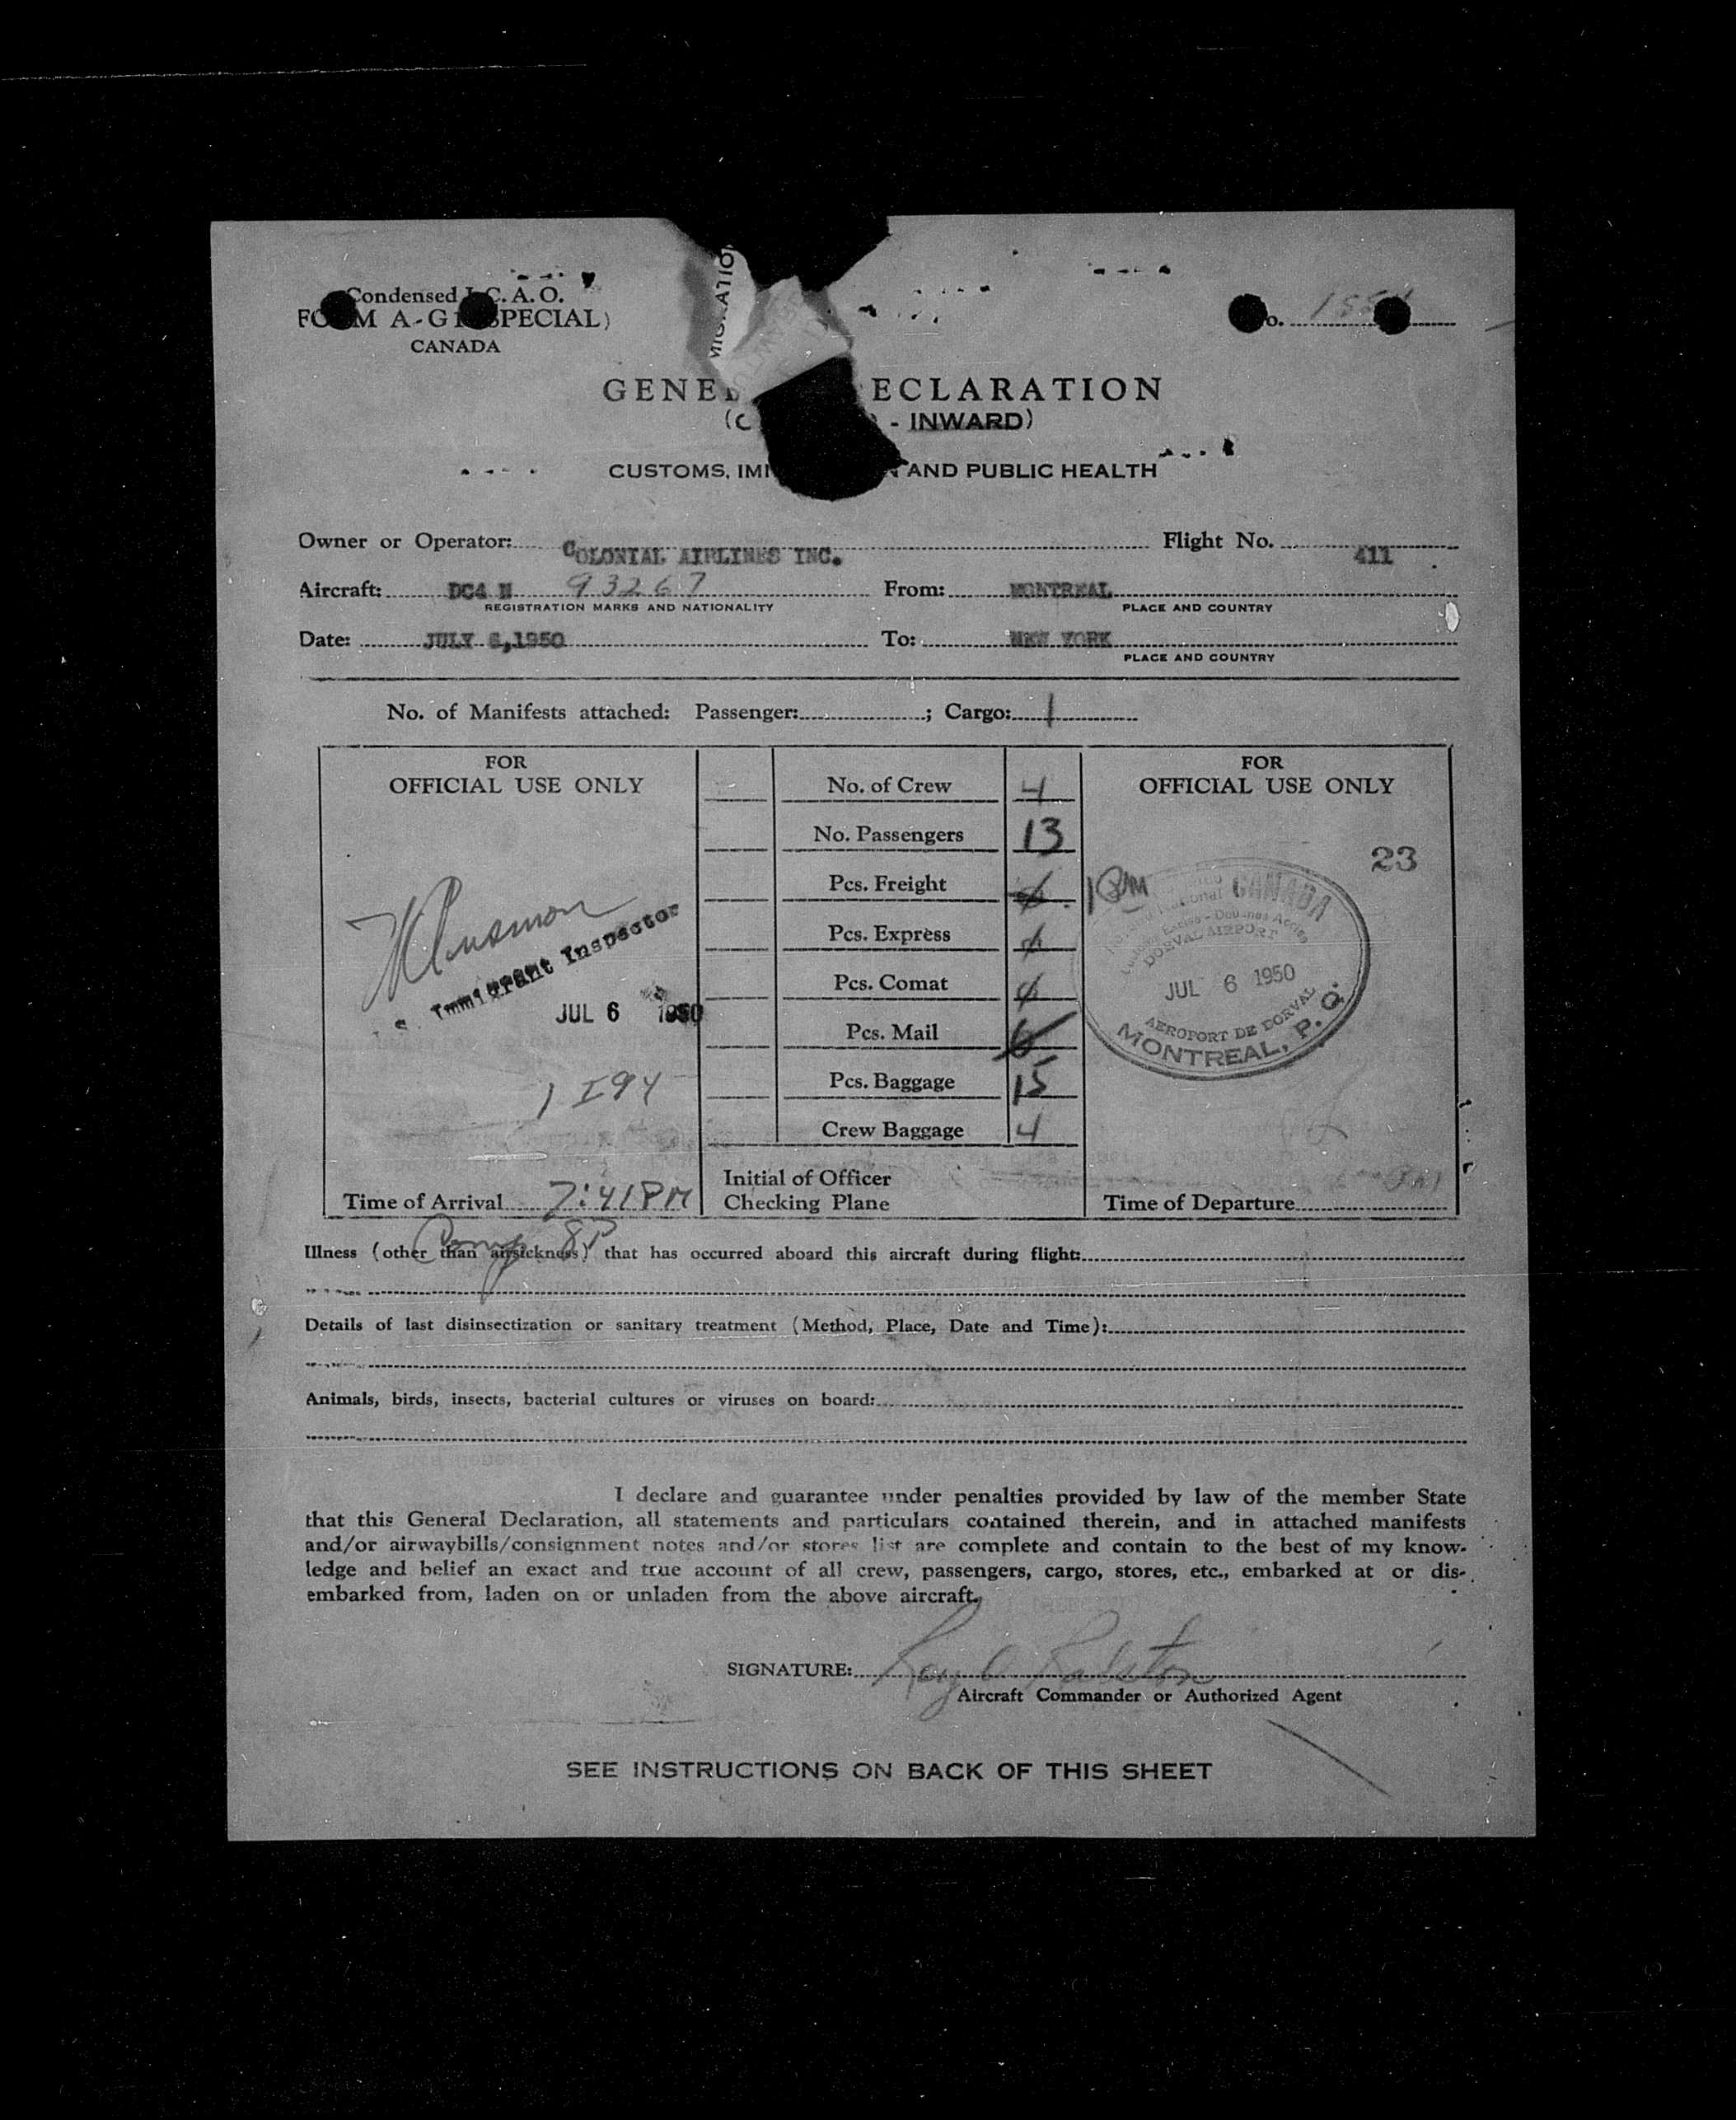 Condensed I. C. A. O.
A-G SPECIAL)
CANADA
ECLARATION
- INWARD)
CUSTOMS, AND PUBLIC HEALTH
Owner or Operator: COLONIAL AIRLINES INC. Flight No. 411
Aircraft: DC4 N 93267 From: MONTREAL
REGISTRATION MARKS AND NATIONALITY PLACE AND COUNTRY
Date: JULY 6,1950 To: NEW YORK
PLACE AND COUNTRY
No. of Manifests attached: Passenger: ; Cargo: 1
FOR
OFFICIAL USE ONLY
Immigrant Inspector
JUL 6 1950
1 I94
Time of Arrival 7:41PM
No. of Crew 4
No. Passengers 13
Pcs. Freight ø
Pcs. Express ø
Pcs. Comat ø
Pcs. Mail 6
Pcs. Baggage 15
Crew Baggage 4
Initial of Officer
Checking Plane
FOR
OFFICIAL USE ONLY
23
CANADA
DORVAL AIRPORT
JUL 6 1950
AEROPORT DE DORVAL
MONTREAL, P. Q.
Time of Departure
Comp 8P
Illness (other than airsickness) that has occurred aboard this aircraft during flight:
Details of last disinsectization or sanitary treatment (Method, Place, Date and Time):
Animals, birds, insects, bacterial cultures or viruses on board:
I declare and guarantee under penalties provided by law of the member State
that this General Declaration, all statements and particulars contained therein, and in attached manifests
and/or airwaybills/consignment notes and/or stores list are complete and contain to the best of my know-
ledge and belief an exact and true account of all crew, passengers, cargo, stores, etc., embarked at or dis-
embarked from, laden on or unladen from the above aircraft.
SIGNATURE: Roy
Aircraft Commander or Authorized Agent
SEE INSTRUCTIONS ON BACK OF THIS SHEET